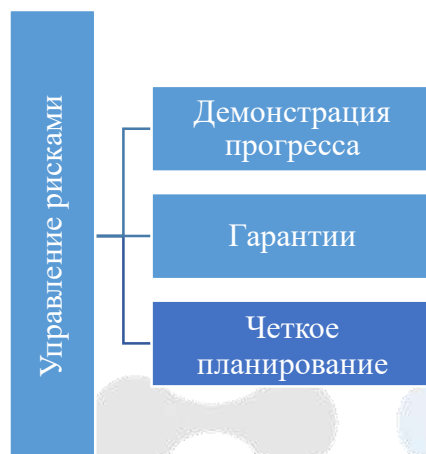 Управление рисками
Демонстрация
прогресса
Гарантии
Четкое
планирование